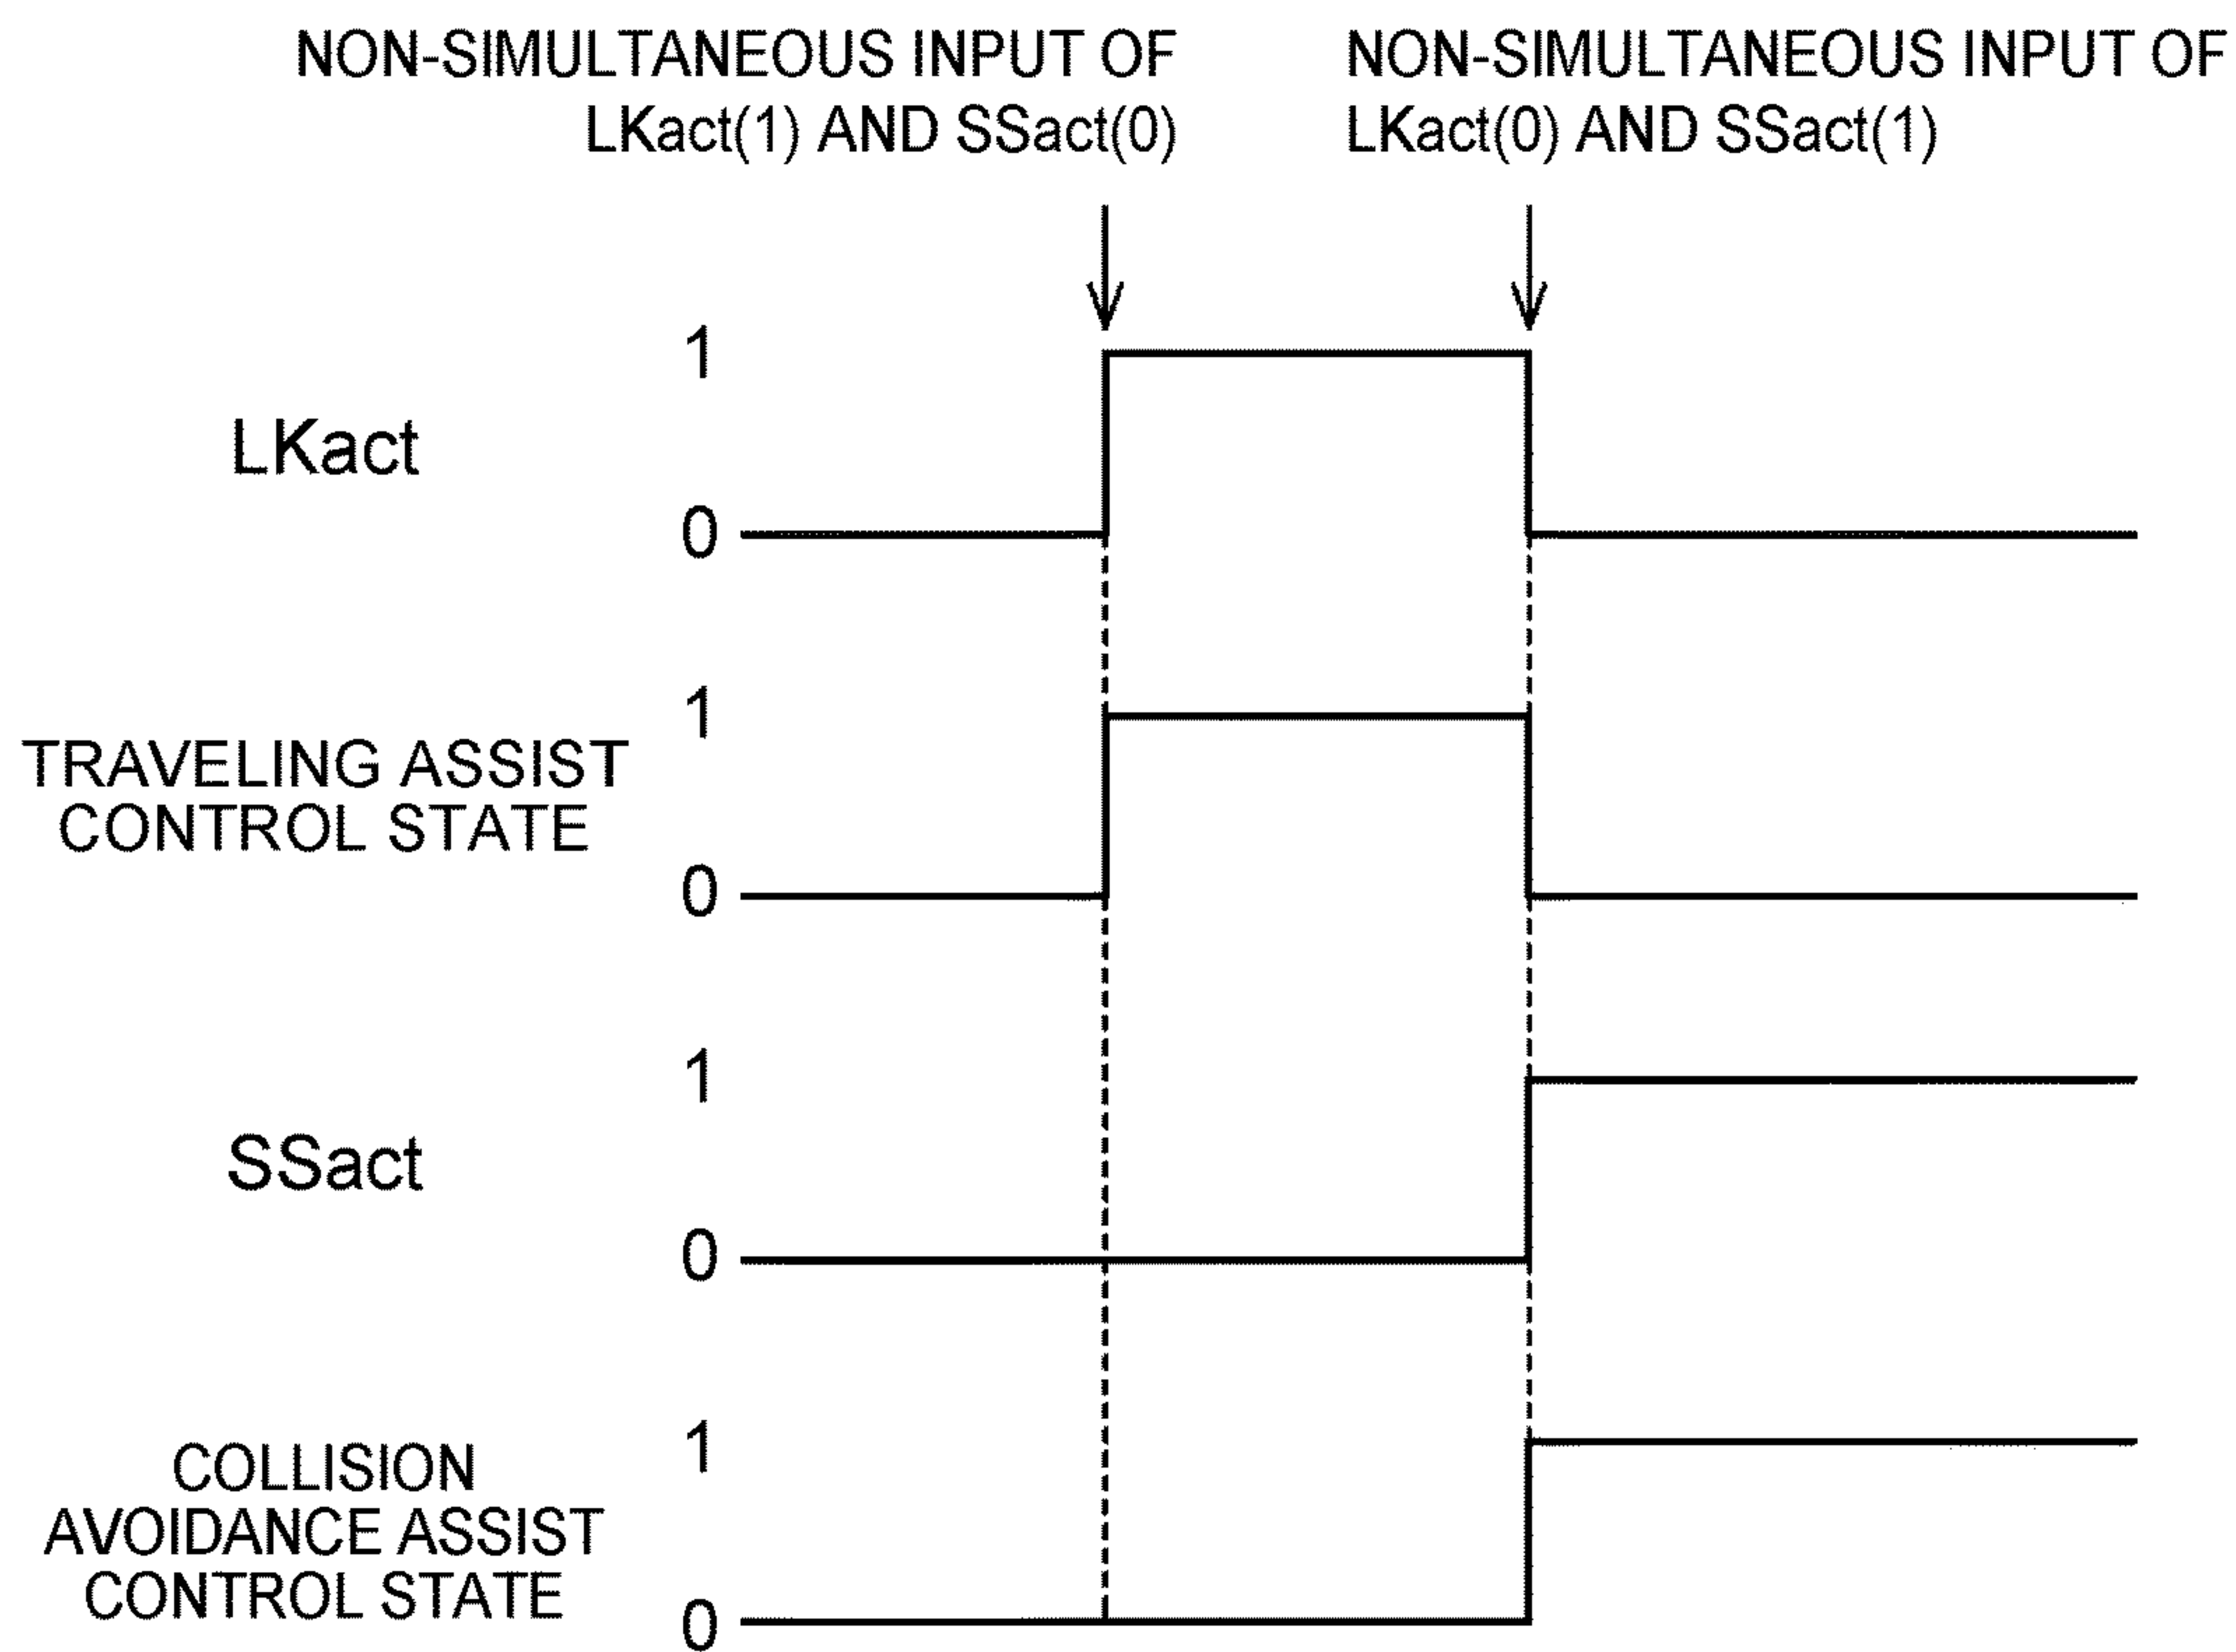 NON-SIMULTANEOUS INPUT OF
LKact(1) AND SSact(0)
NON-SIMULTANEOUS INPUT OF
LKact(0) AND SSact(1)
1
LKact
0
1
TRAVELING ASSIST
CONTROL STATE
0
1
SSact
0
1
COLLISION
AVOIDANCE ASSIST
CONTROL STATE
0